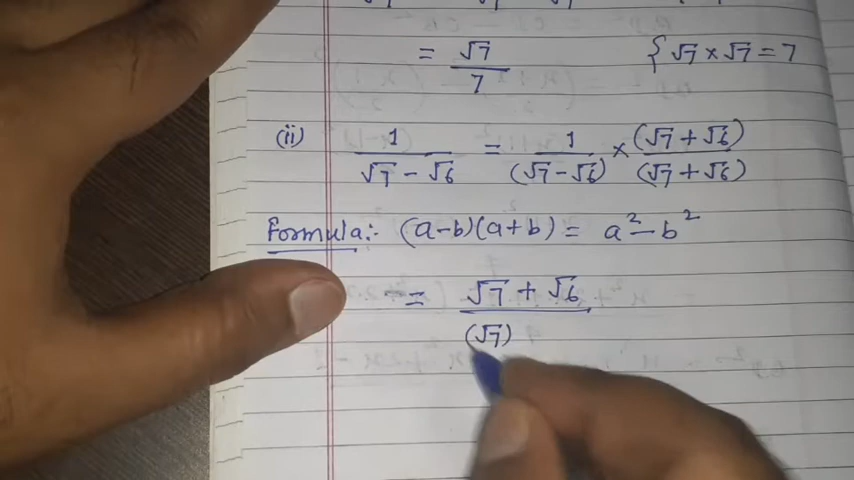 = √7/7 {√7×√7=7
(ii) 1/(√7-√6) = 1/(√7-√6) × (√7+√6)/(√7+√6)
Formula:- (a-b)(a+b) = a²-b²
= √7+√6
(√7)